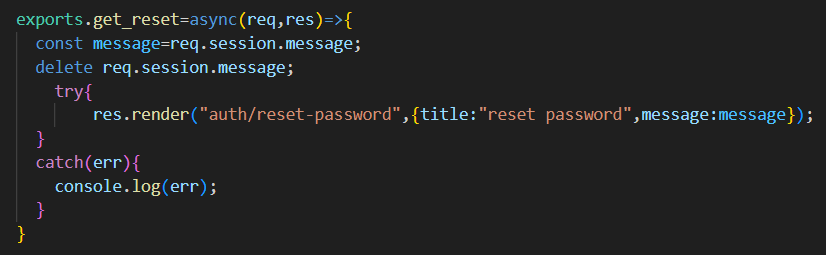 exports.get_reset=async(req,res)=>{
  const message=req.session.message;
  delete req.session.message;
    try{
        res.render("auth/reset-password",{title:"reset password",message:message});
  }
  catch(err){
    console.log(err);
  }
}